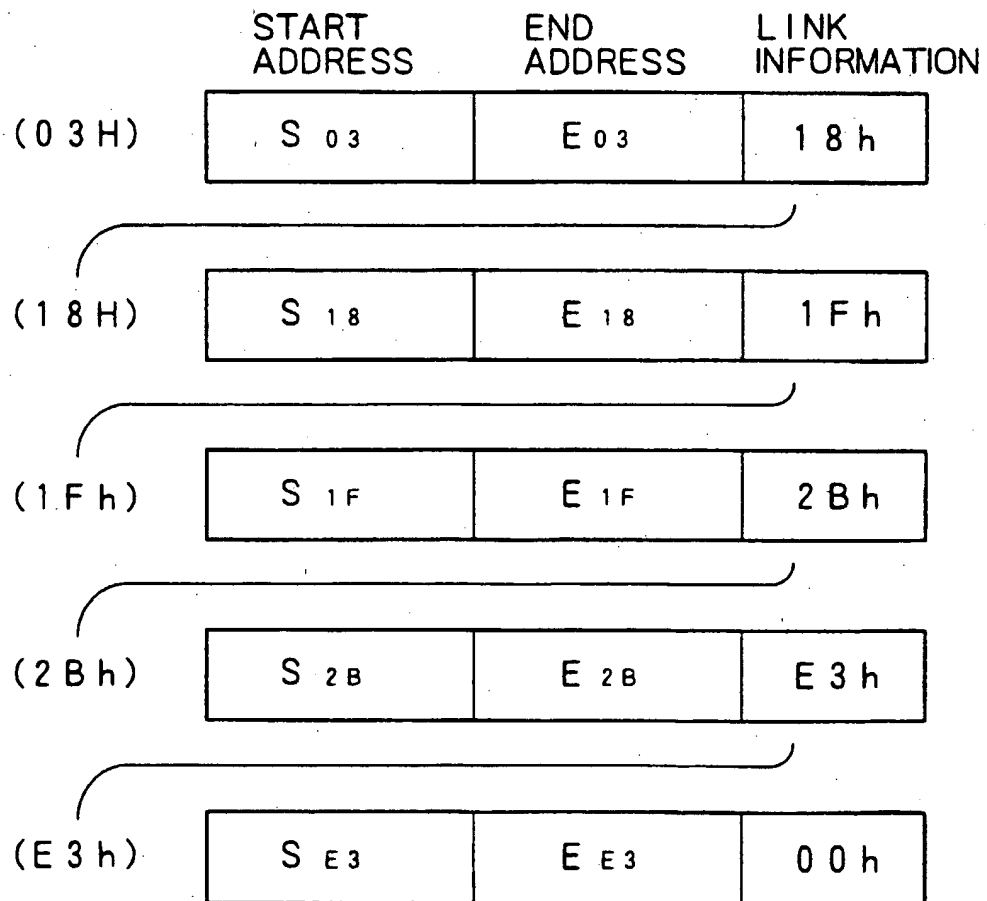 START ADDRESS END ADDRESS LINK INFORMATION
(03H) S 03 E 03 18h
(18H) S 18 E 18 1Fh
(1Fh) S 1F E 1F 2Bh
(2Bh) S 2B E 2B E3h
(E3h) S E3 E E3 00h